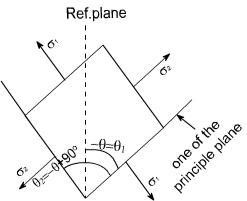 Ref.plane
σ₁
σ₂
σ₂
θ₂=-θ+90°
-θ=θ₁
σ₁
one of the
principle plane